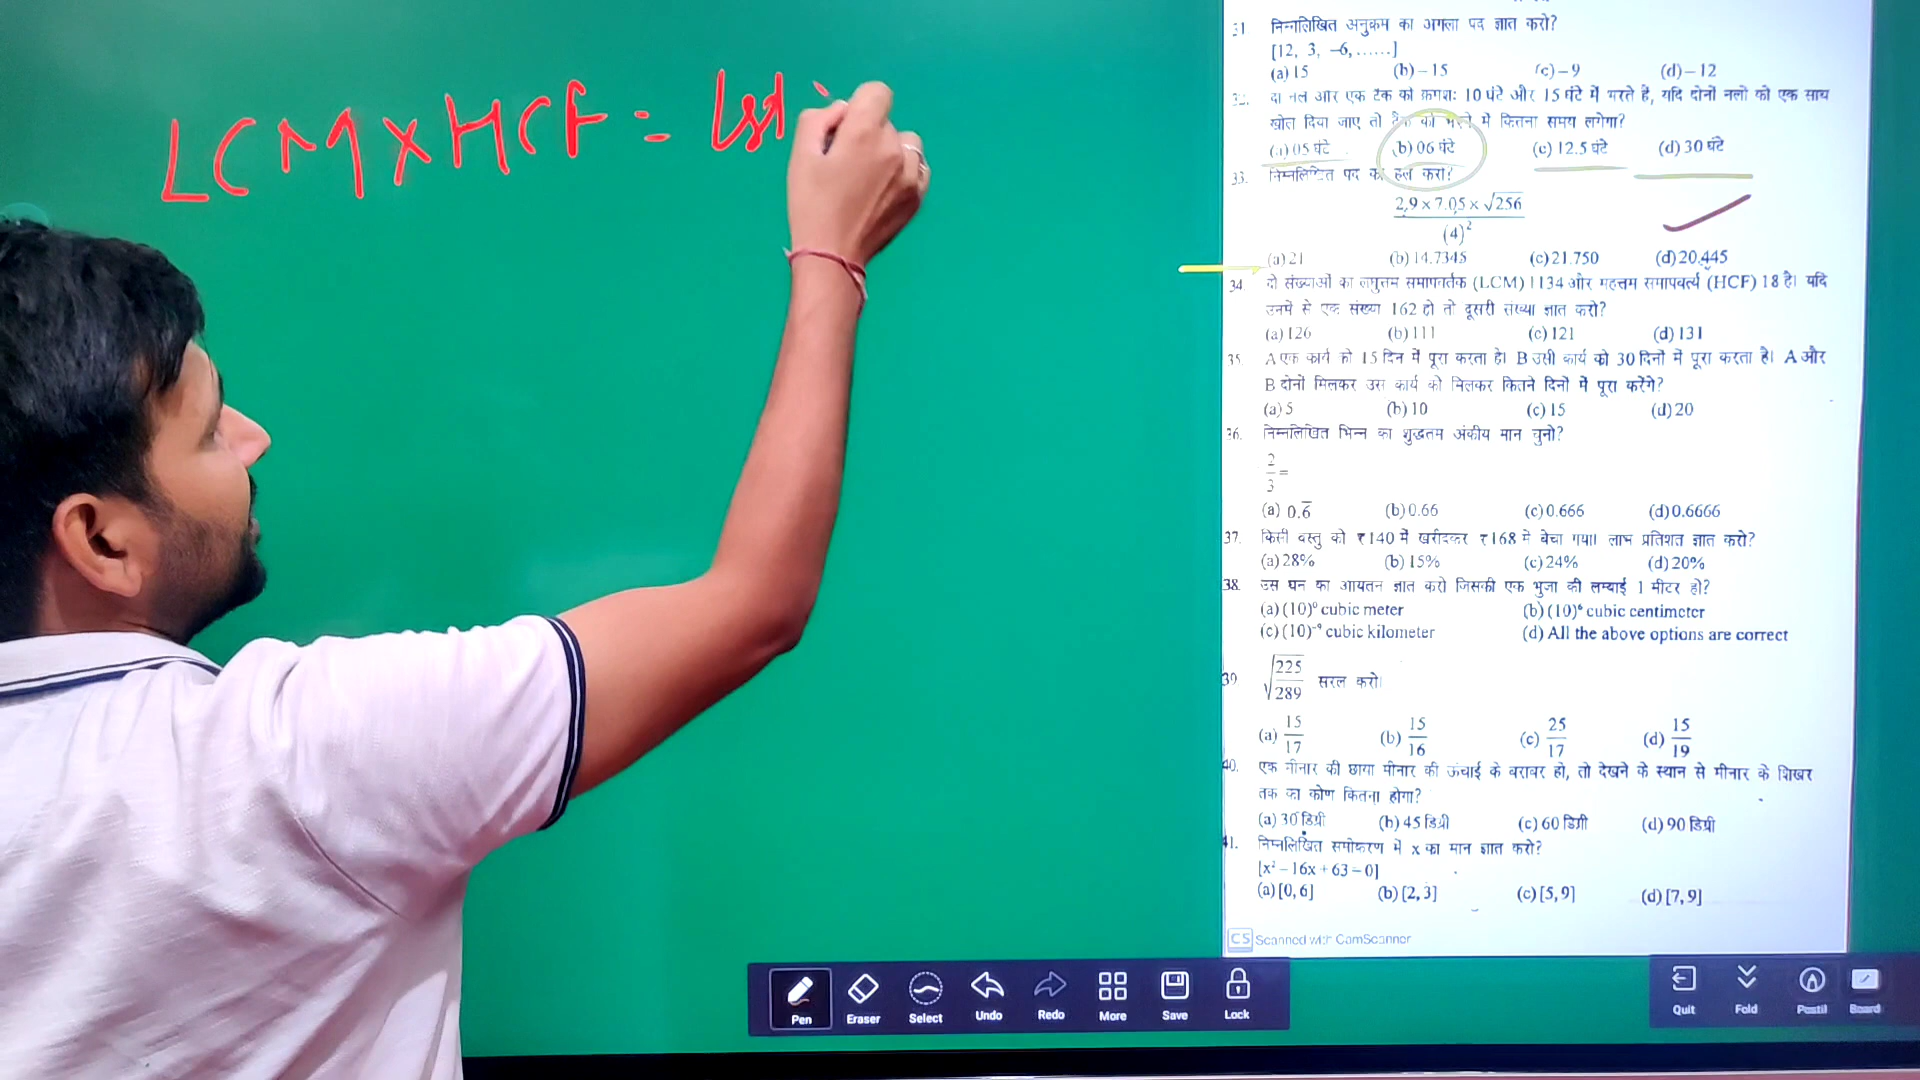 LCM X HCF = Ist
31. निम्नलिखित अनुक्रम का अगला पद ज्ञात करो?
[12, 3, –6,......]
(a) 15 (b) – 15 (c) – 9 (d) – 12
32. दो नल और एक टैंक को क्रमशः 10 घंटे और 15 घंटे में भरते हैं, यदि दोनों नलों को एक साथ
खोल दिया जाए तो टैंक को भरने में कितना समय लगेगा?
(a) 05 घंटे (b) 06 घंटे (c) 12.5 घंटे (d) 30 घंटे
33. निम्नलिखित पद को हल करो?
2.9 × 7.05 × √256
(4)²
(a) 21 (b) 14.7345 (c) 21.750 (d) 20.445
34. दो संख्याओं का लघुत्तम समापवर्तक (LCM) 1134 और महत्तम समापवर्त्य (HCF) 18 है। यदि
उनमें से एक संख्या 162 हो तो दूसरी संख्या ज्ञात करो?
(a) 126 (b) 111 (c) 121 (d) 131
35. A एक कार्य को 15 दिन में पूरा करता है। B उसी कार्य को 30 दिनों में पूरा करता है। A और
B दोनों मिलकर उस कार्य को मिलकर कितने दिनों में पूरा करेंगे?
(a) 5 (b) 10 (c) 15 (d) 20
36. निम्नलिखित भिन्न का शुद्धतम अंकीय मान चुनो?
2/3 =
(a) 0.6̅ (b) 0.66 (c) 0.666 (d) 0.6666
37. किसी वस्तु को ₹140 में खरीदकर ₹168 में बेचा गया। लाभ प्रतिशत ज्ञात करो?
(a) 28% (b) 15% (c) 24% (d) 20%
38. उस घन का आयतन ज्ञात करो जिसकी एक भुजा की लम्बाई 1 मीटर हो?
(a) (10)⁰ cubic meter (b) (10)⁶ cubic centimeter
(c) (10)⁻⁹ cubic kilometer (d) All the above options are correct
39. √225/289 सरल करो।
(a) 15/17 (b) 15/16 (c) 25/17 (d) 15/19
40. एक मीनार की छाया मीनार की ऊंचाई के बराबर हो, तो देखने के स्थान से मीनार के शिखर
तक का कोण कितना होगा?
(a) 30 डिग्री (b) 45 डिग्री (c) 60 डिग्री (d) 90 डिग्री
41. निम्नलिखित समीकरण में x का मान ज्ञात करो?
[x² – 16x + 63 = 0]
(a) [0, 6] (b) [2, 3] (c) [5, 9] (d) [7, 9]
CS Scanned with CamScanner
Pen Eraser Select Undo Redo More Save Lock
Quit Fold Postil Board